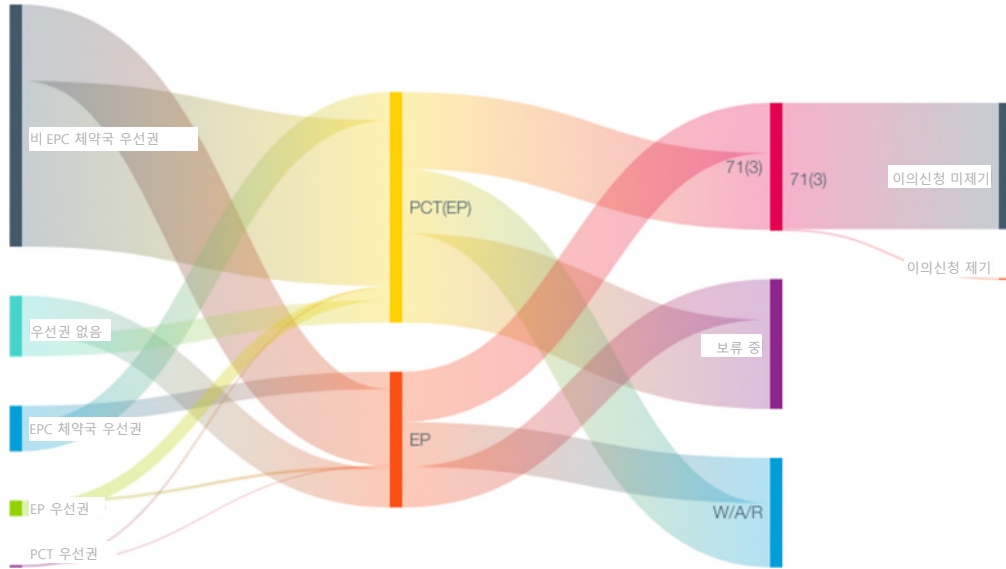 비 EPC 체약국 우선권
71(3)
71(3)
이의신청 미제기
PCT(EP)
이의신청 제기
우선권 없음
보류 중
EPC 체약국 우선권
EP
EP 우선권
W/A/R
PCT 우선권